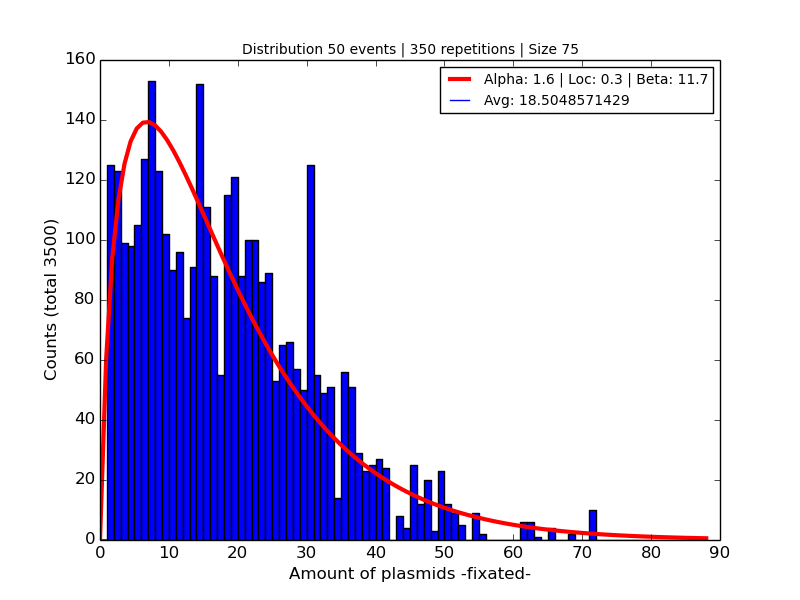 Distribution 50 events | 350 repetitions | Size 75
Alpha: 1.6 | Loc: 0.3 | Beta: 11.7
Avg: 18.5048571429
Counts (total 3500)
160
140
120
100
80
60
40
20
0
0 10 20 30 40 50 60 70 80 90
Amount of plasmids -fixated-